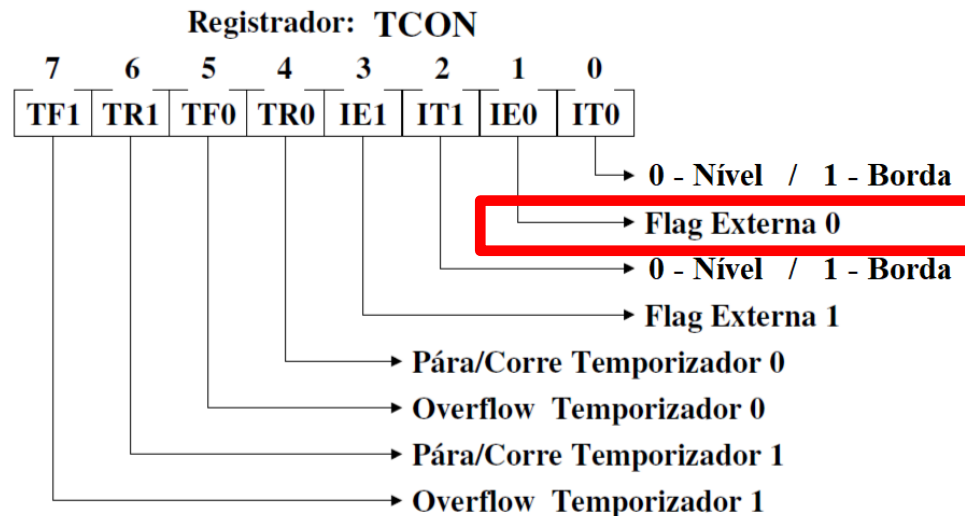 Registrador: TCON
7 6 5 4 3 2 1 0
TF1 TR1 TF0 TR0 IE1 IT1 IE0 IT0
0 - Nível / 1 - Borda
Flag Externa 0
0 - Nível / 1 - Borda
Flag Externa 1
Pára/Corre Temporizador 0
Overflow Temporizador 0
Pára/Corre Temporizador 1
Overflow Temporizador 1